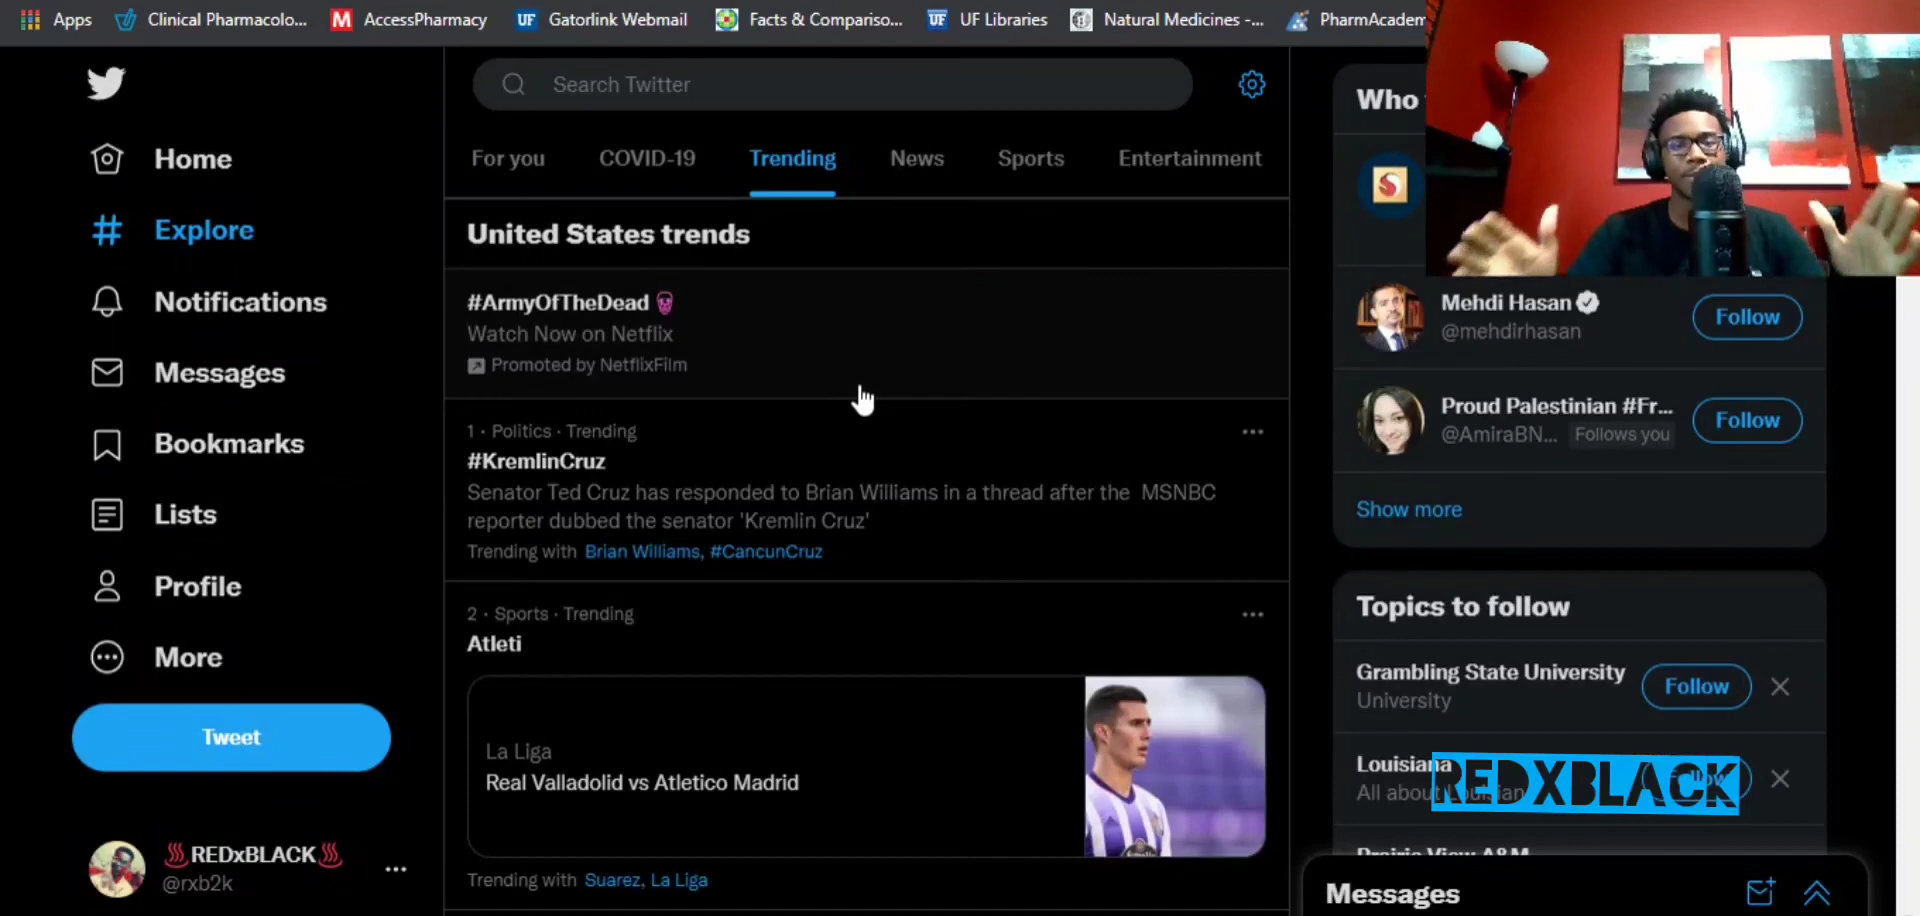 Apps
Clinical Pharmacolo...
M AccessPharmacy
UF Gatorlink Webmail
Facts & Compariso...
UF UF Libraries
Natural Medicines -...
PharmAcadem
Search Twitter
Home
Explore
Notifications
Messages
Bookmarks
Lists
Profile
More
Tweet
REDxBLACK
@rxb2k
For you
COVID-19
Trending
News
Sports
Entertainment
United States trends
#ArmyOfTheDead
Watch Now on Netflix
Promoted by NetflixFilm
1 · Politics · Trending
#KremlinCruz
Senator Ted Cruz has responded to Brian Williams in a thread after the MSNBC
reporter dubbed the senator 'Kremlin Cruz'
Trending with Brian Williams, #CancunCruz
2 · Sports · Trending
Atleti
La Liga
Real Valladolid vs Atletico Madrid
Trending with Suarez, La Liga
Who
Mehdi Hasan
@mehdirhasan
Follow
Proud Palestinian #Fr...
@AmiraBN... Follows you
Follow
Show more
Topics to follow
Grambling State University
University
Follow
Louisiana
All about
REDXBLACK
Prairie View A&M
Messages